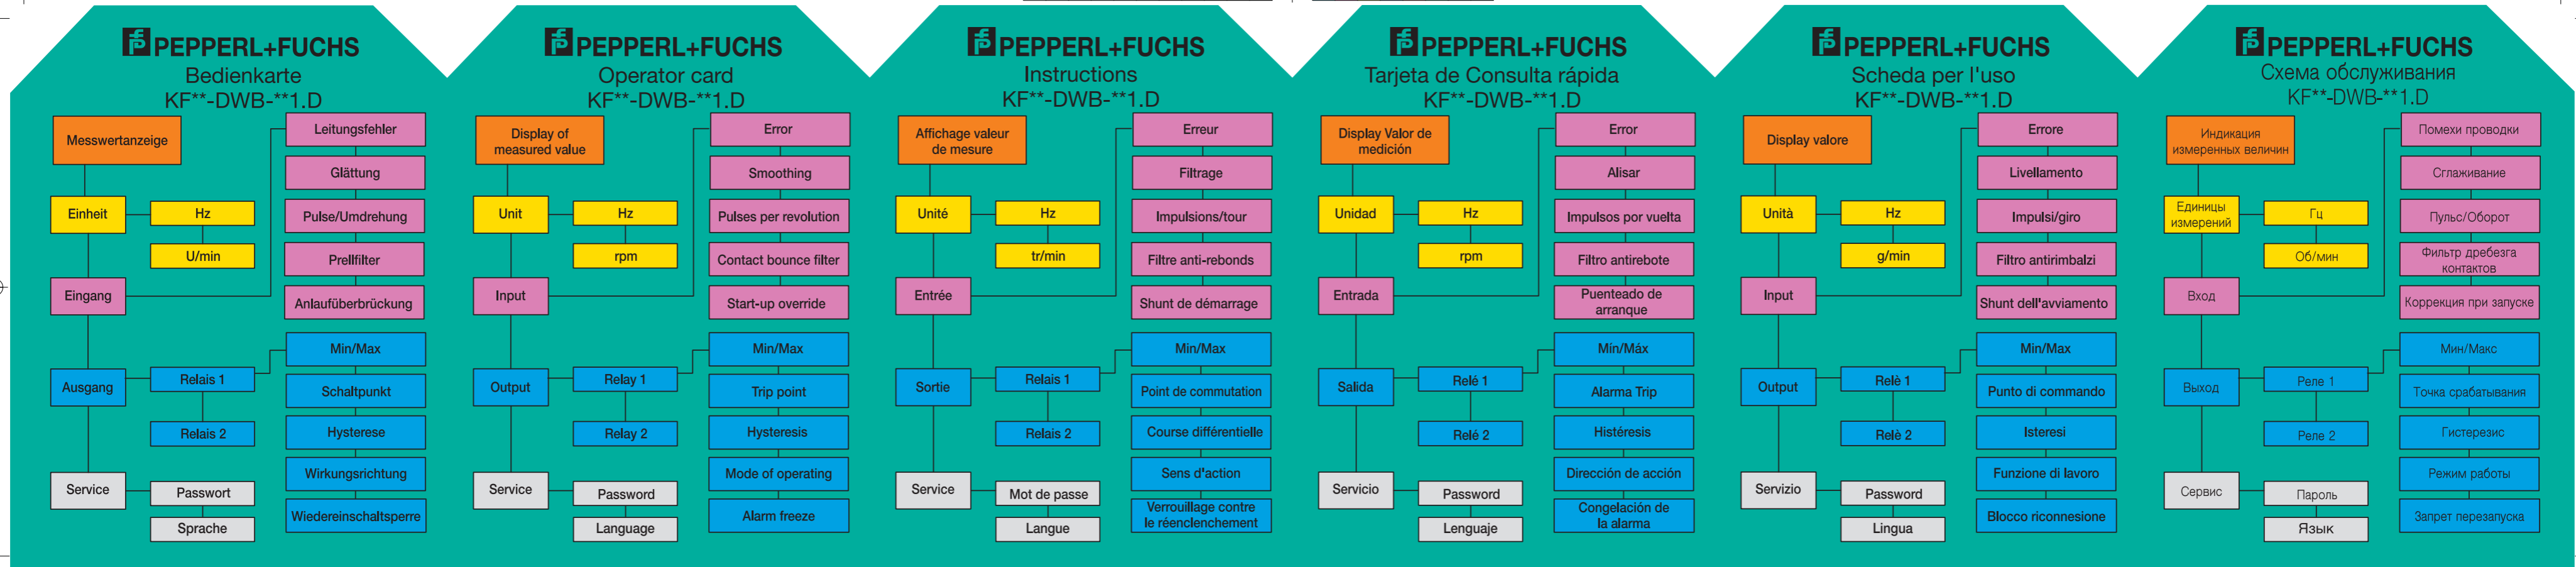 PEPPERL+FUCHS
Bedienkarte
KF**-DWB-**1.D
Messwertanzeige
Einheit
Hz
U/min
Eingang
Leitungsfehler
Glättung
Pulse/Umdrehung
Prellfilter
Anlaufüberbrückung
Ausgang
Relais 1
Relais 2
Min/Max
Schaltpunkt
Hysterese
Wirkungsrichtung
Wiedereinschaltsperre
Service
Passwort
Sprache
PEPPERL+FUCHS
Operator card
KF**-DWB-**1.D
Display of
measured value
Unit
Hz
rpm
Input
Error
Smoothing
Pulses per revolution
Contact bounce filter
Start-up override
Output
Relay 1
Relay 2
Min/Max
Trip point
Hysteresis
Mode of operating
Alarm freeze
Service
Password
Language
PEPPERL+FUCHS
Instructions
KF**-DWB-**1.D
Affichage valeur
de mesure
Unité
Hz
tr/min
Entrée
Erreur
Filtrage
Impulsions/tour
Filtre anti-rebonds
Shunt de démarrage
Sortie
Relais 1
Relais 2
Min/Max
Point de commutation
Course différentielle
Sens d'action
Verrouillage contre
le réenclenchement
Service
Mot de passe
Langue
PEPPERL+FUCHS
Tarjeta de Consulta rápida
KF**-DWB-**1.D
Display Valor de
medición
Unidad
Hz
rpm
Entrada
Error
Alisar
Impulsos por vuelta
Filtro antirebote
Puenteado de
arranque
Salida
Relé 1
Relé 2
Mín/Máx
Alarma Trip
Histéresis
Dirección de acción
Congelación de
la alarma
Servicio
Password
Lenguaje
PEPPERL+FUCHS
Scheda per l'uso
KF**-DWB-**1.D
Display valore
Unità
Hz
g/min
Input
Errore
Livellamento
Impulsi/giro
Filtro antirimbalzi
Shunt dell'avviamento
Output
Relè 1
Relè 2
Min/Max
Punto di commando
Isteresi
Funzione di lavoro
Blocco riconnesione
Servizio
Password
Lingua
PEPPERL+FUCHS
Схема обслуживания
KF**-DWB-**1.D
Индикация
измеренных величин
Единицы
измерений
Гц
Об/мин
Вход
Помехи проводки
Сглаживание
Пульс/Оборот
Фильтр дребезга
контактов
Коррекция при запуске
Выход
Реле 1
Реле 2
Мин/Макс
Точка срабатывания
Гистерезис
Режим работы
Запрет перезапуска
Сервис
Пароль
Язык